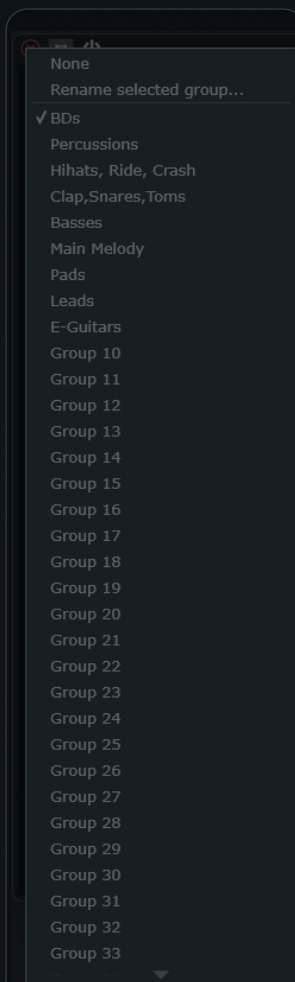 None
Rename selected group...
BDs
Percussions
Hihats, Ride, Crash
Clap,Snares,Toms
Basses
Main Melody
Pads
Leads
E-Guitars
Group 10
Group 11
Group 12
Group 13
Group 14
Group 15
Group 16
Group 17
Group 18
Group 19
Group 20
Group 21
Group 22
Group 23
Group 24
Group 25
Group 26
Group 27
Group 28
Group 29
Group 30
Group 31
Group 32
Group 33